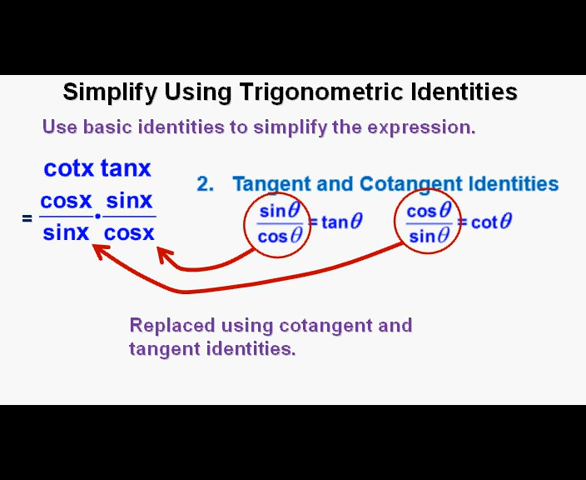 Simplify Using Trigonometric Identities
Use basic identities to simplify the expression.
cotx tanx
= cosx/sinx · sinx/cosx
2. Tangent and Cotangent Identities
sinθ/cosθ = tanθ cosθ/sinθ = cotθ
Replaced using cotangent and
tangent identities.